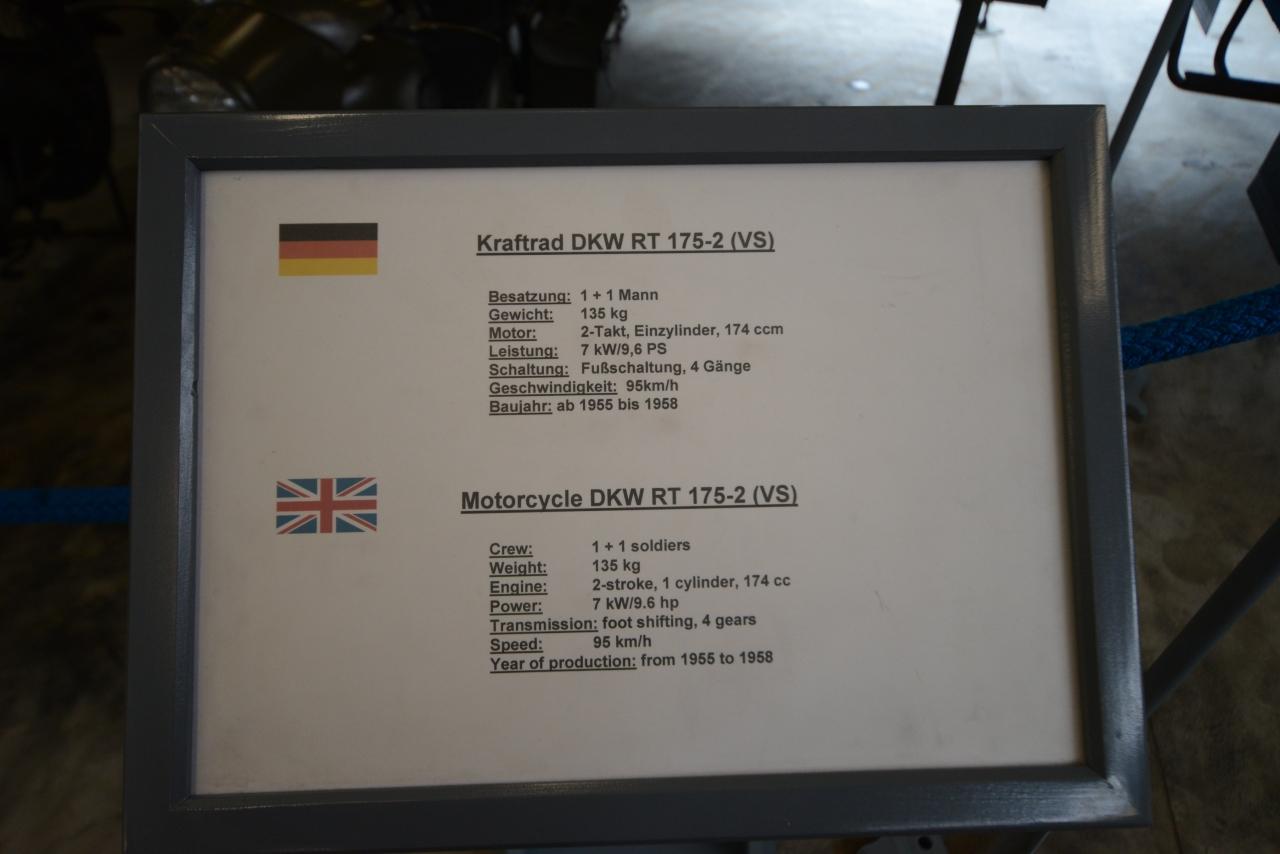 Kraftrad DKW RT 175-2 (VS)
Besatzung: 1 + 1 Mann
Gewicht: 135 kg
Motor: 2-Takt, Einzylinder, 174 ccm
Leistung: 7 kW/9,6 PS
Schaltung: Fußschaltung, 4 Gänge
Geschwindigkeit: 95km/h
Baujahr: ab 1955 bis 1958
Motorcycle DKW RT 175-2 (VS)
Crew: 1 + 1 soldiers
Weight: 135 kg
Engine: 2-stroke, 1 cylinder, 174 cc
Power: 7 kW/9.6 hp
Transmission: foot shifting, 4 gears
Speed: 95 km/h
Year of production: from 1955 to 1958